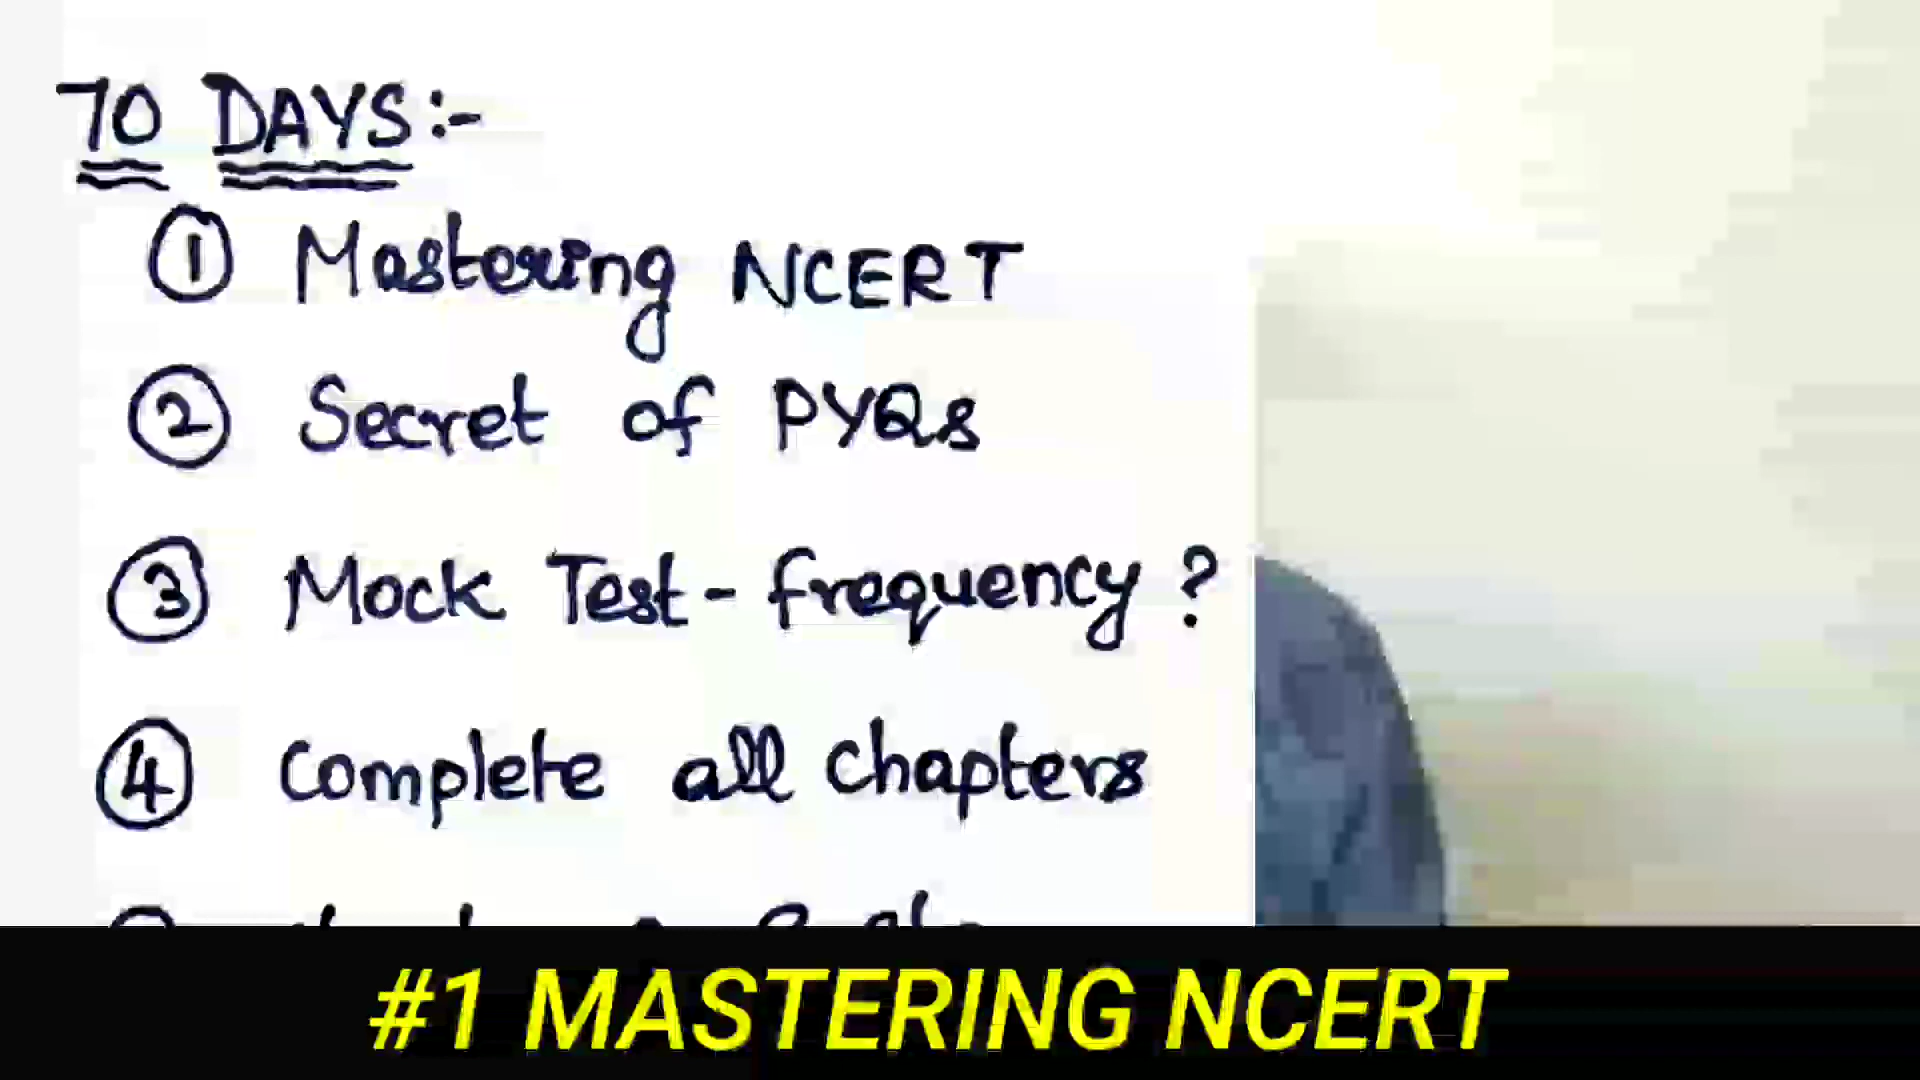 70 DAYS:-
① Mastering NCERT
② Secret of PYQs
③ Mock Test - frequency ?
④ Complete all chapters
#1 MASTERING NCERT